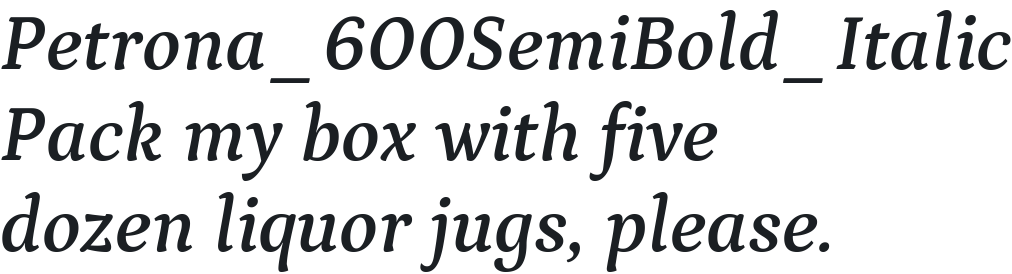 Petrona_600SemiBold_Italic
Pack my box with five
dozen liquor jugs, please.